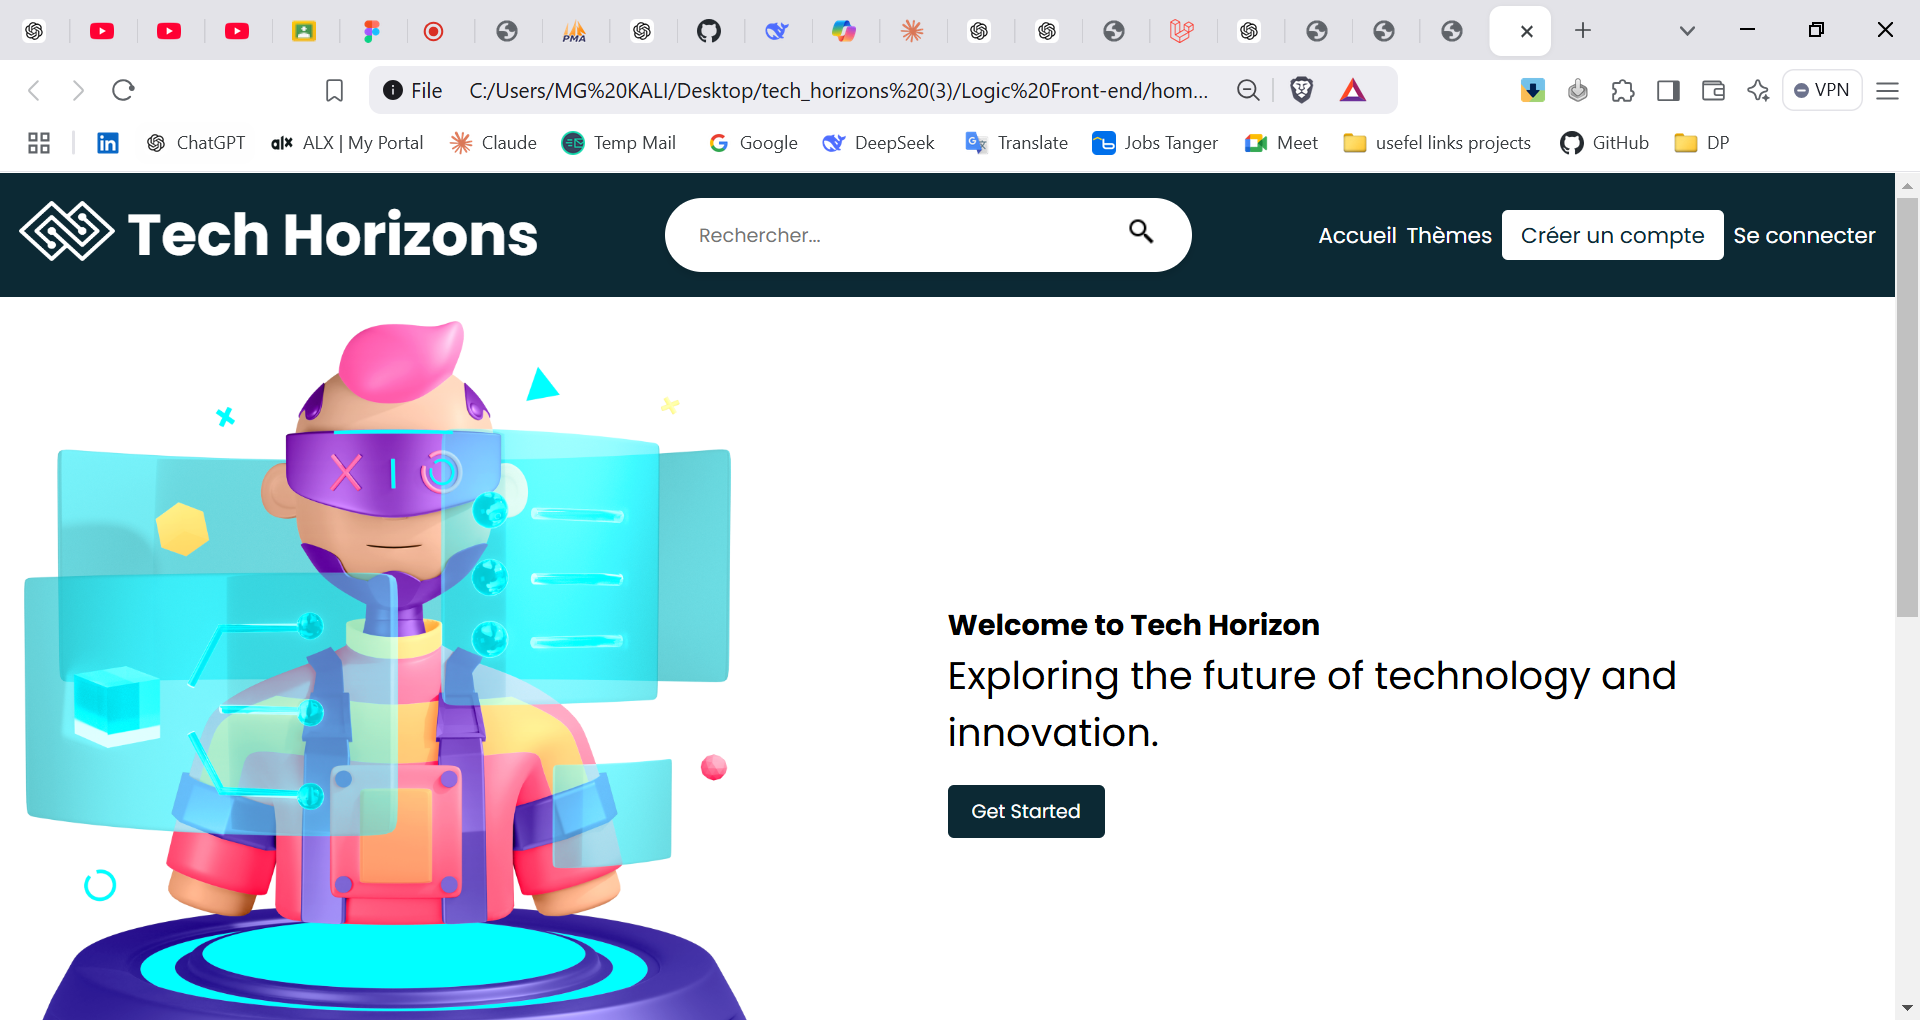 PMA
File C:/Users/MG%20KALI/Desktop/tech_horizons%20(3)/Logic%20Front-end/hom...
VPN
ChatGPT
alx ALX | My Portal
Claude
Temp Mail
Google
DeepSeek
Translate
Jobs Tanger
Meet
usefel links projects
GitHub
DP
Tech Horizons
Rechercher...
Accueil
Thèmes
Créer un compte
Se connecter
Welcome to Tech Horizon
Exploring the future of technology and
innovation.
Get Started